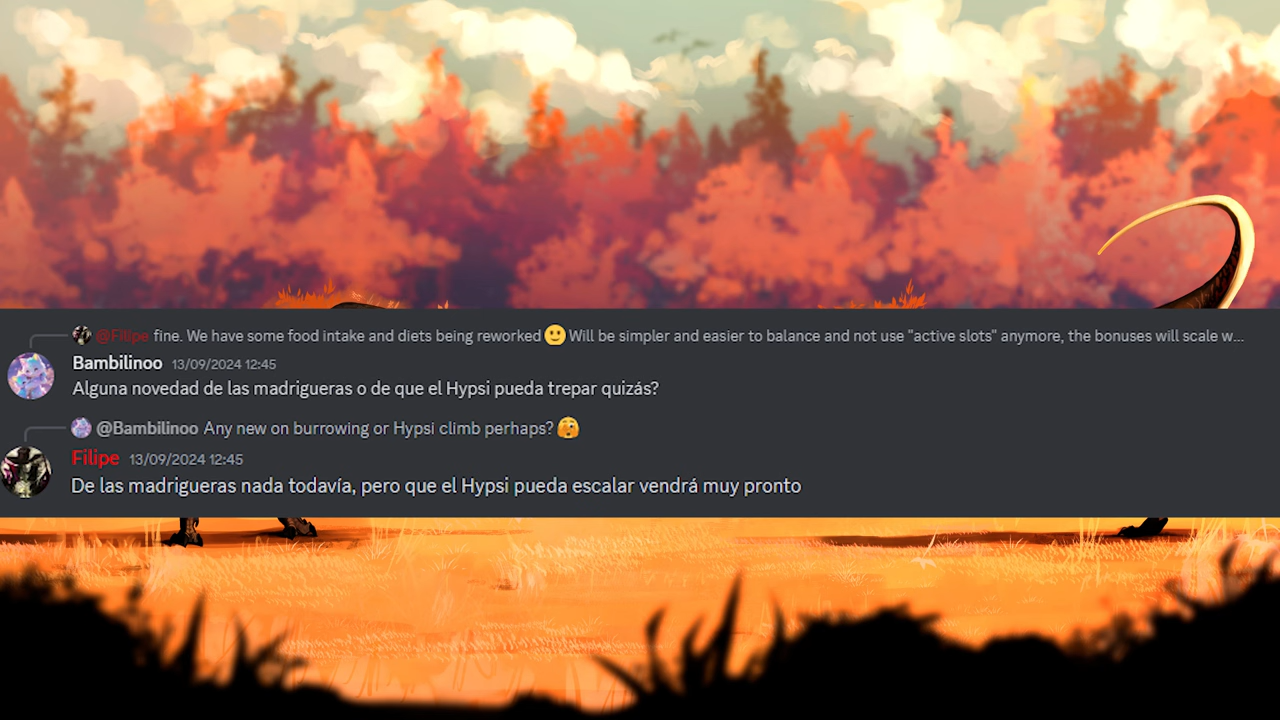 @Filipe fine. We have some food intake and diets being reworked 🙂 Will be simpler and easier to balance and not use "active slots" anymore, the bonuses will scale w...
Bambilinoo 13/09/2024 12:45
Alguna novedad de las madrigueras o de que el Hypsi pueda trepar quizás?
@Bambilinoo Any new on burrowing or Hypsi climb perhaps? 🫣
Filipe 13/09/2024 12:45
De las madrigueras nada todavía, pero que el Hypsi pueda escalar vendrá muy pronto